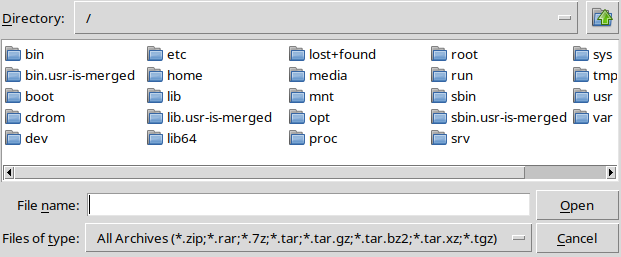 Directory: /
bin etc lost+found root sys
bin.usr-is-merged home media run tmp
boot lib mnt sbin usr
cdrom lib.usr-is-merged opt sbin.usr-is-merged var
dev lib64 proc srv
File name: Open
Files of type: All Archives (*.zip;*.rar;*.7z;*.tar;*.tar.gz;*.tar.bz2;*.tar.xz;*.tgz) Cancel